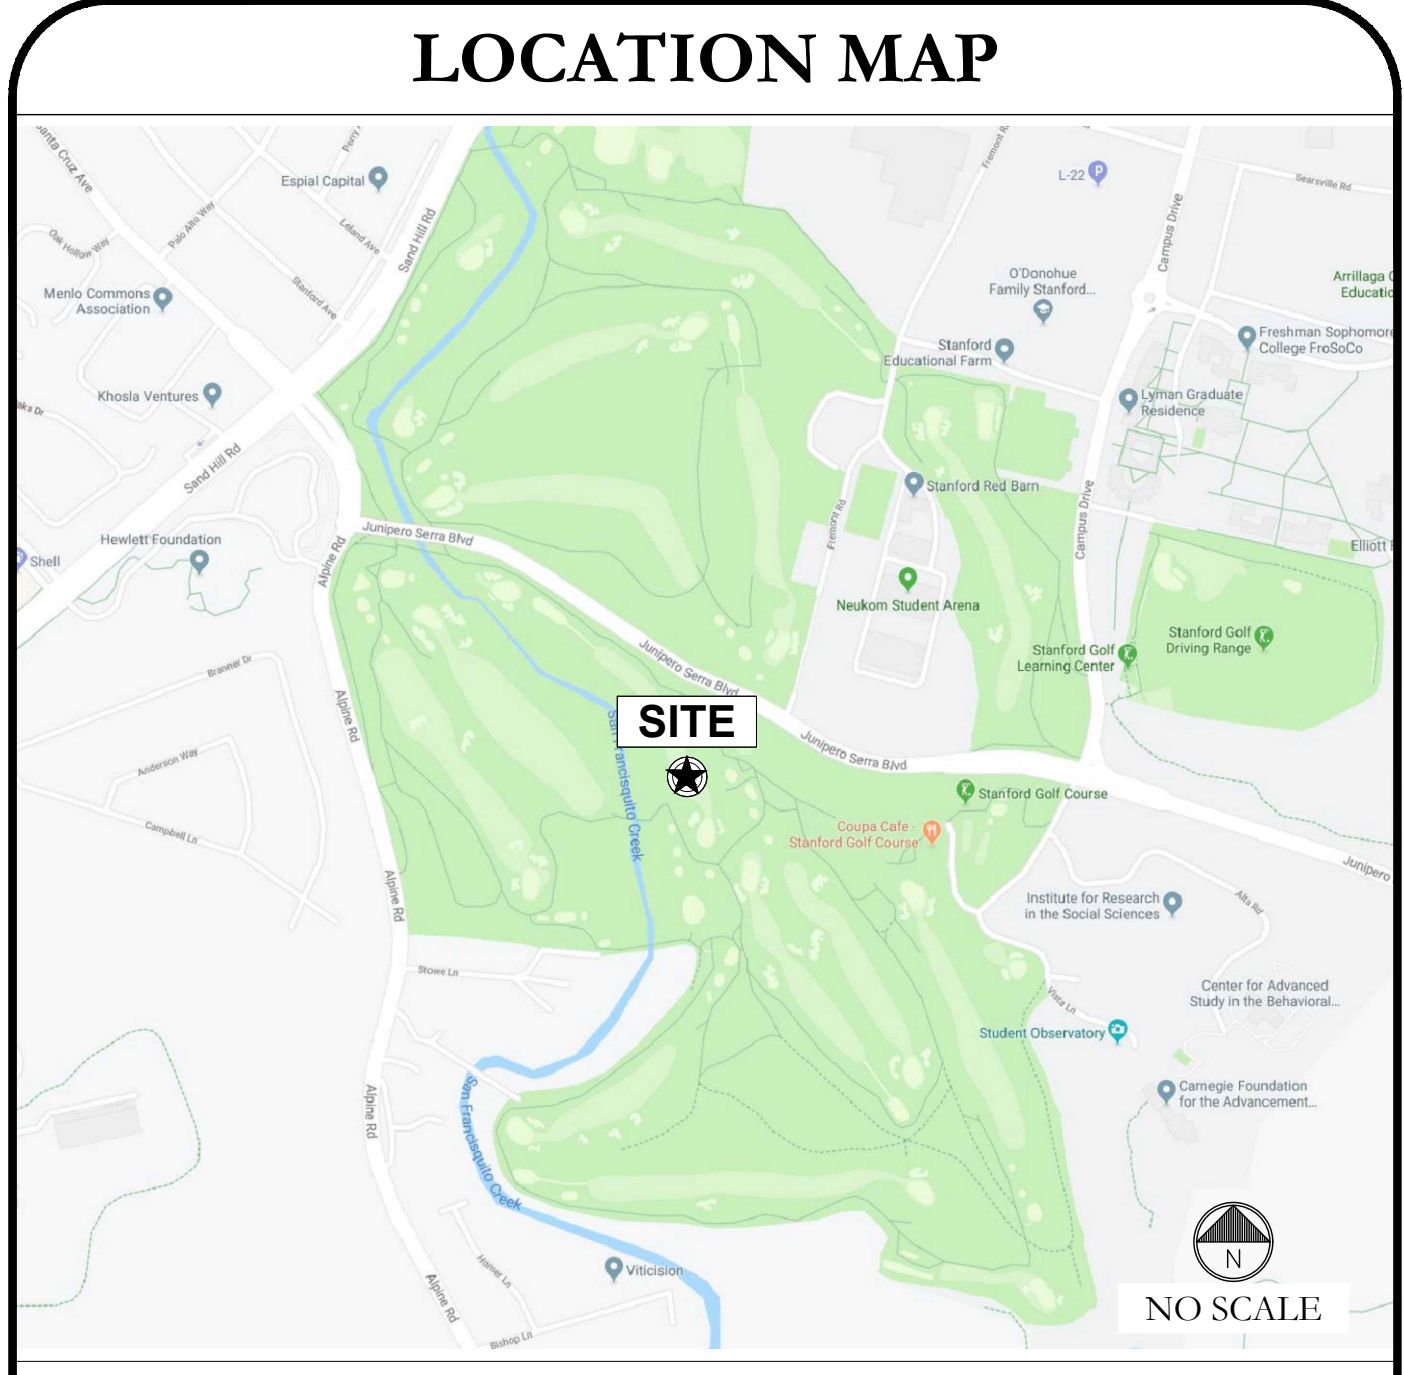 LOCATION MAP
Santa Cruz Ave
Perry
Fremont R
L-22
P
Searsville Rd
Espial Capital
Palo Alto Way
Leland Ave
Sand Hill Rd
Campus Drive
Oak Hollow Way
Menlo Commons
Association
Stanford Ave
O'Donohue
Family Stanford...
Arrillaga
Educatio
Stanford
Educational Farm
Freshman Sophomore
College FroSoCo
Khosla Ventures
Lyman Graduate
Residence
aks Dr
Sand Hill Rd
Stanford Red Barn
Junipero Serra Blvd
Fremont Rd
Campus Drive
Hewlett Foundation
Shell
Alpine Rd
Elliott
Neukom Student Arena
Stanford Golf
Driving Range
Stanford Golf
Learning Center
Branner Dr
Junipero Serra Blvd
Alpine Rd
SITE
San Francisquito Creek
Junipero Serra Blvd
Anderson Way
Stanford Golf Course
Campbell Ln
Coupa Cafe -
Stanford Golf Course
Junipero
Alpine Rd
Institute for Research
in the Social Sciences
Alta Rd
Stowe Ln
Center for Advanced
Study in the Behavioral...
Vista Ln
Student Observatory
Alpine Rd
San Francisquito Creek
Carnegie Foundation
for the Advancement...
Homer Ln
Viticision
N
Alpine Rd
NO SCALE
Bishop Ln